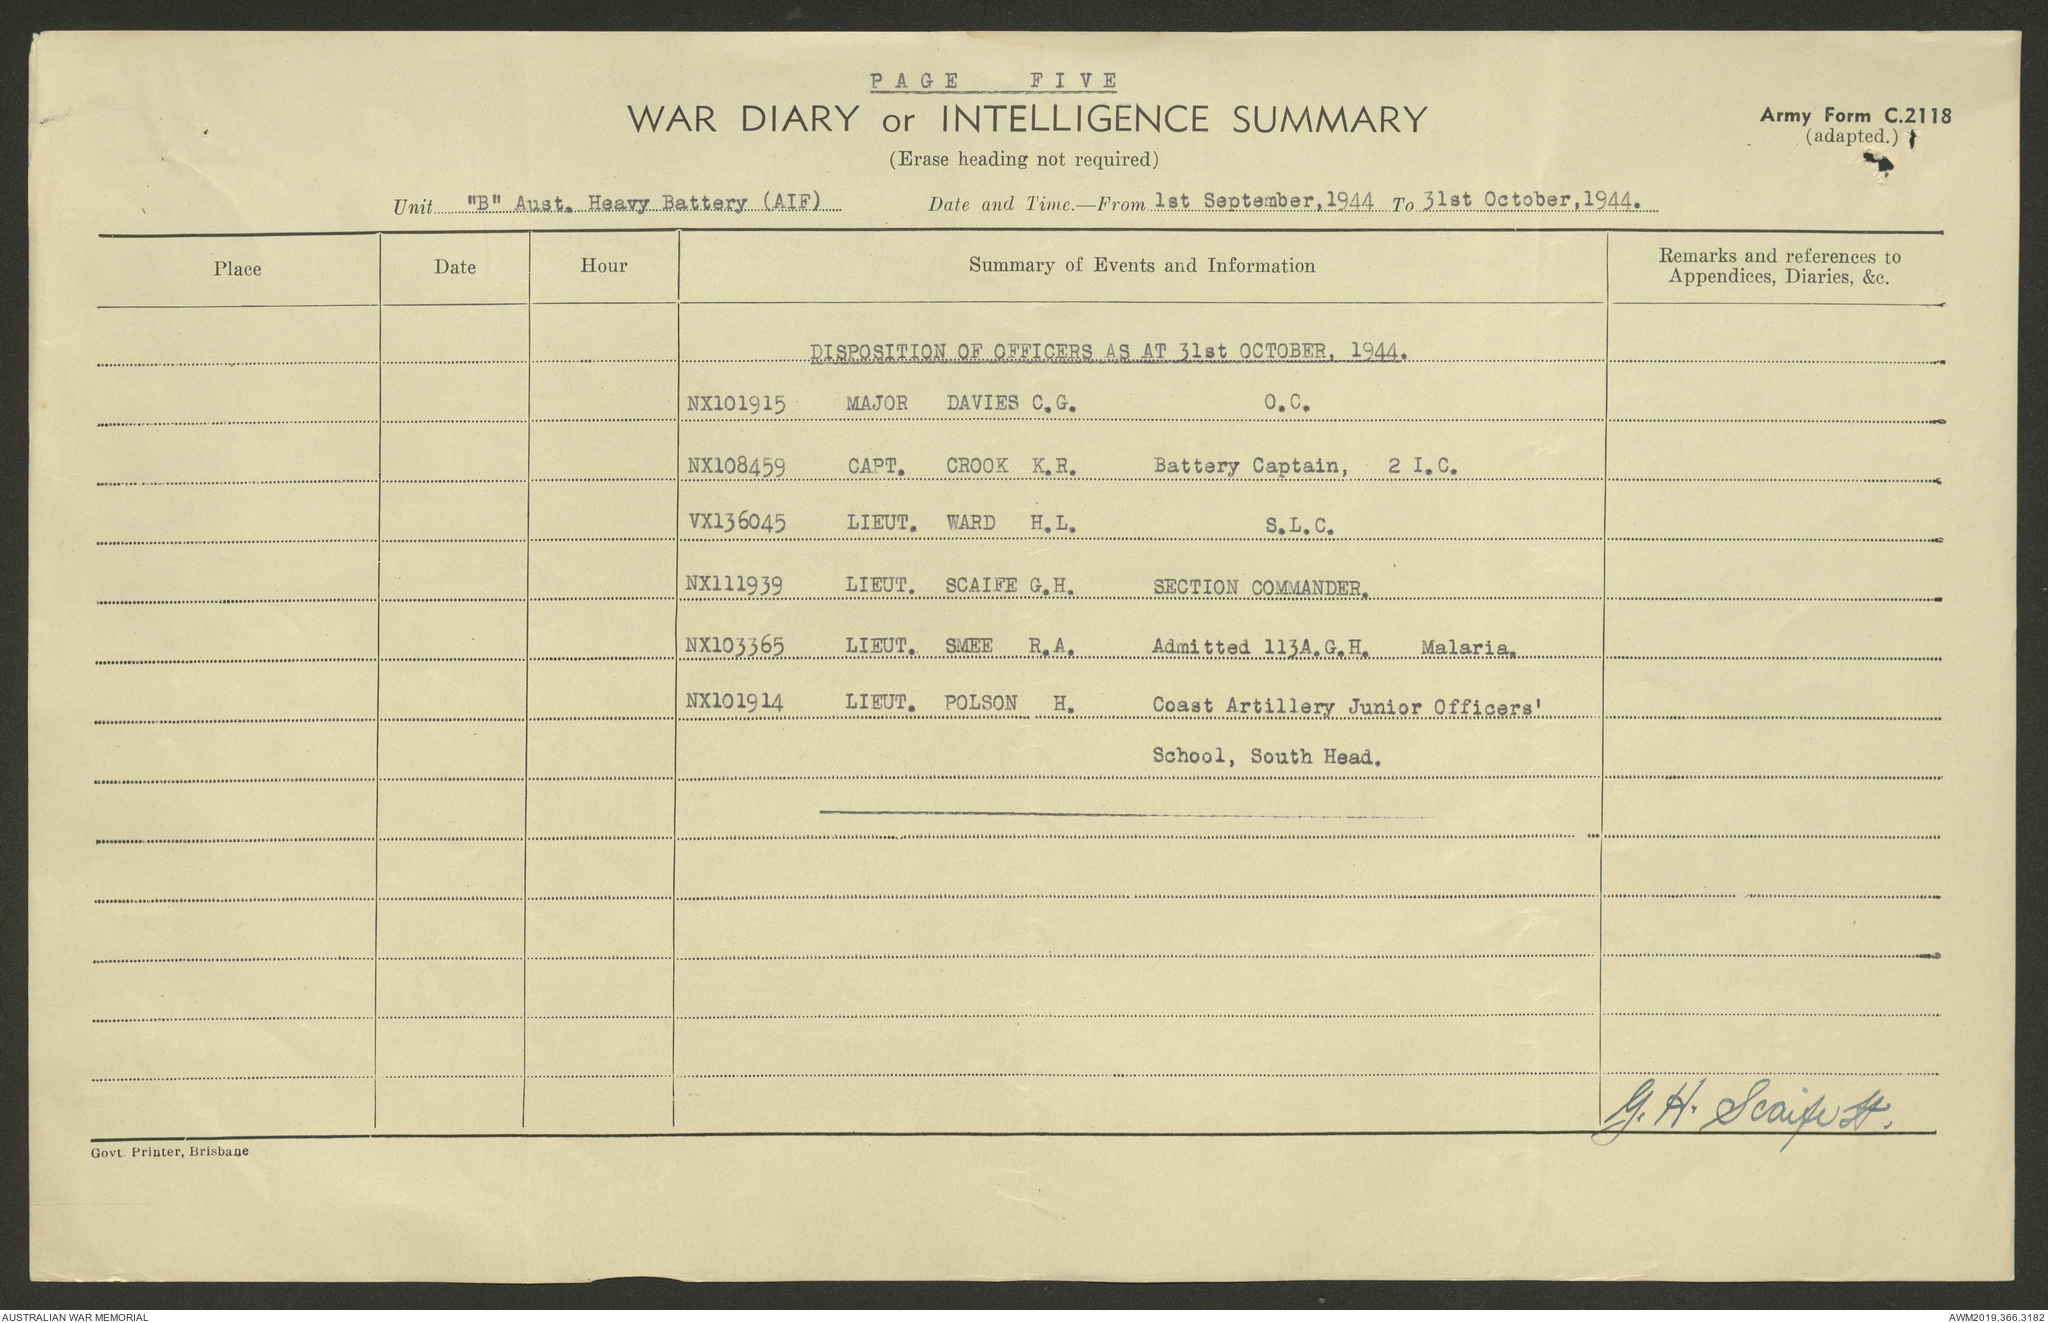 PAGE FIVE
WAR DIARY or INTELLIGENCE SUMMARY
Army Form C.2118
(adapted.)
(Erase heading not required)
Unit "B" Aust. Heavy Battery (AIF) Date and Time.—From 1st September,1944 To 31st October,1944.
Place Date Hour Summary of Events and Information Remarks and references to
Appendices, Diaries, &c.
DISPOSITION OF OFFICERS AS AT 31st OCTOBER, 1944.
NX101915 MAJOR DAVIES C.G. O.C.
NX108459 CAPT. CROOK K.R. Battery Captain, 2 I.C.
VX136045 LIEUT. WARD H.L. S.L.C.
NX111939 LIEUT. SCAIFE G.H. SECTION COMMANDER.
NX103365 LIEUT. SMEE R.A. Admitted 113A.G.H. Malaria.
NX101914 LIEUT. POLSON H. Coast Artillery Junior Officers'
School, South Head.
G. H. Scaife Lt.
Govt. Printer, Brisbane
AUSTRALIAN WAR MEMORIAL
AWM2019.366.3182